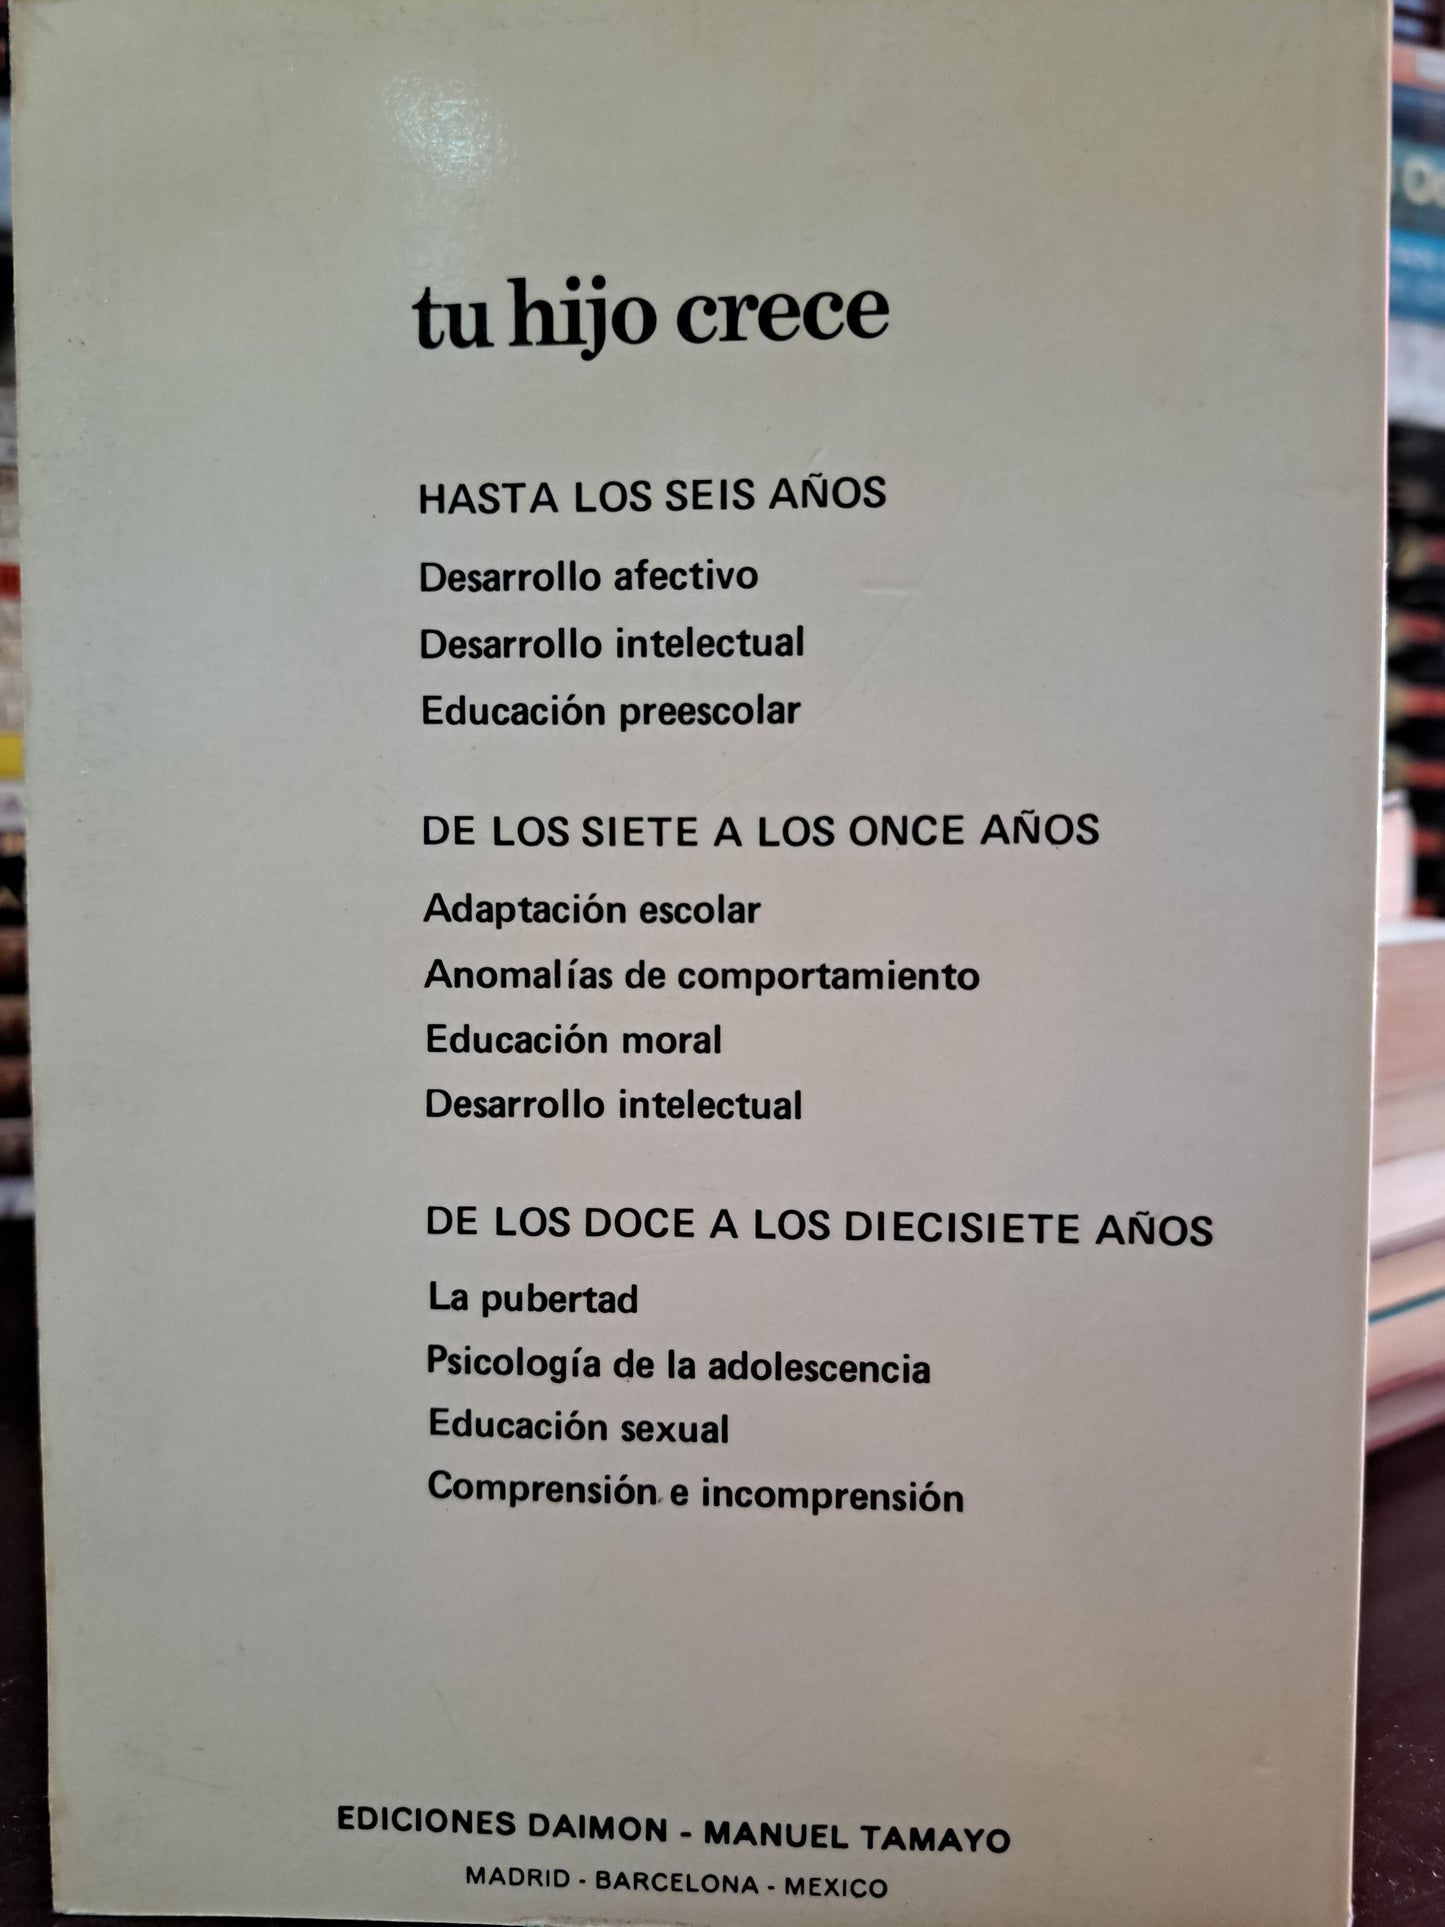 tu hijo crece
HASTA LOS SEIS AÑOS
Desarrollo afectivo
Desarrollo intelectual
Educación preescolar
DE LOS SIETE A LOS ONCE AÑOS
Adaptación escolar
Anomalías de comportamiento
Educación moral
Desarrollo intelectual
DE LOS DOCE A LOS DIECISIETE AÑOS
La pubertad
Psicología de la adolescencia
Educación sexual
Comprensión e incomprensión
EDICIONES DAIMON - MANUEL TAMAYO
MADRID - BARCELONA - MEXICO